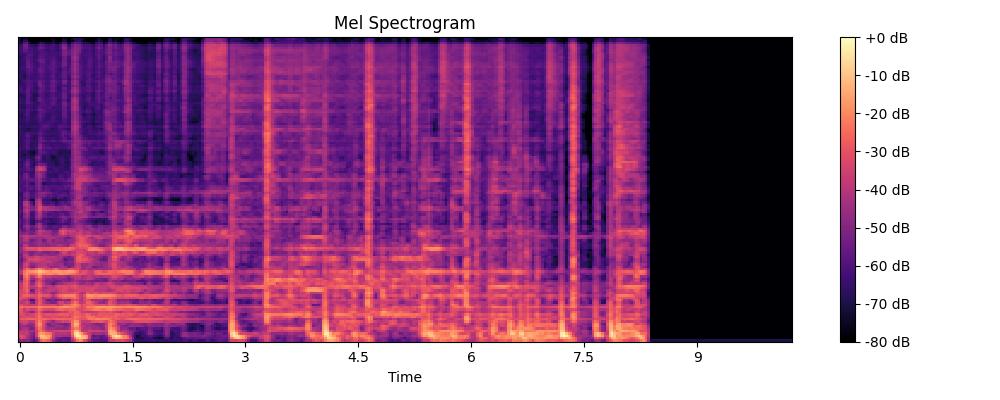 Mel Spectrogram
+0 dB
-10 dB
-20 dB
-30 dB
-40 dB
-50 dB
-60 dB
-70 dB
-80 dB
0 1.5 3 4.5 6 7.5 9
Time